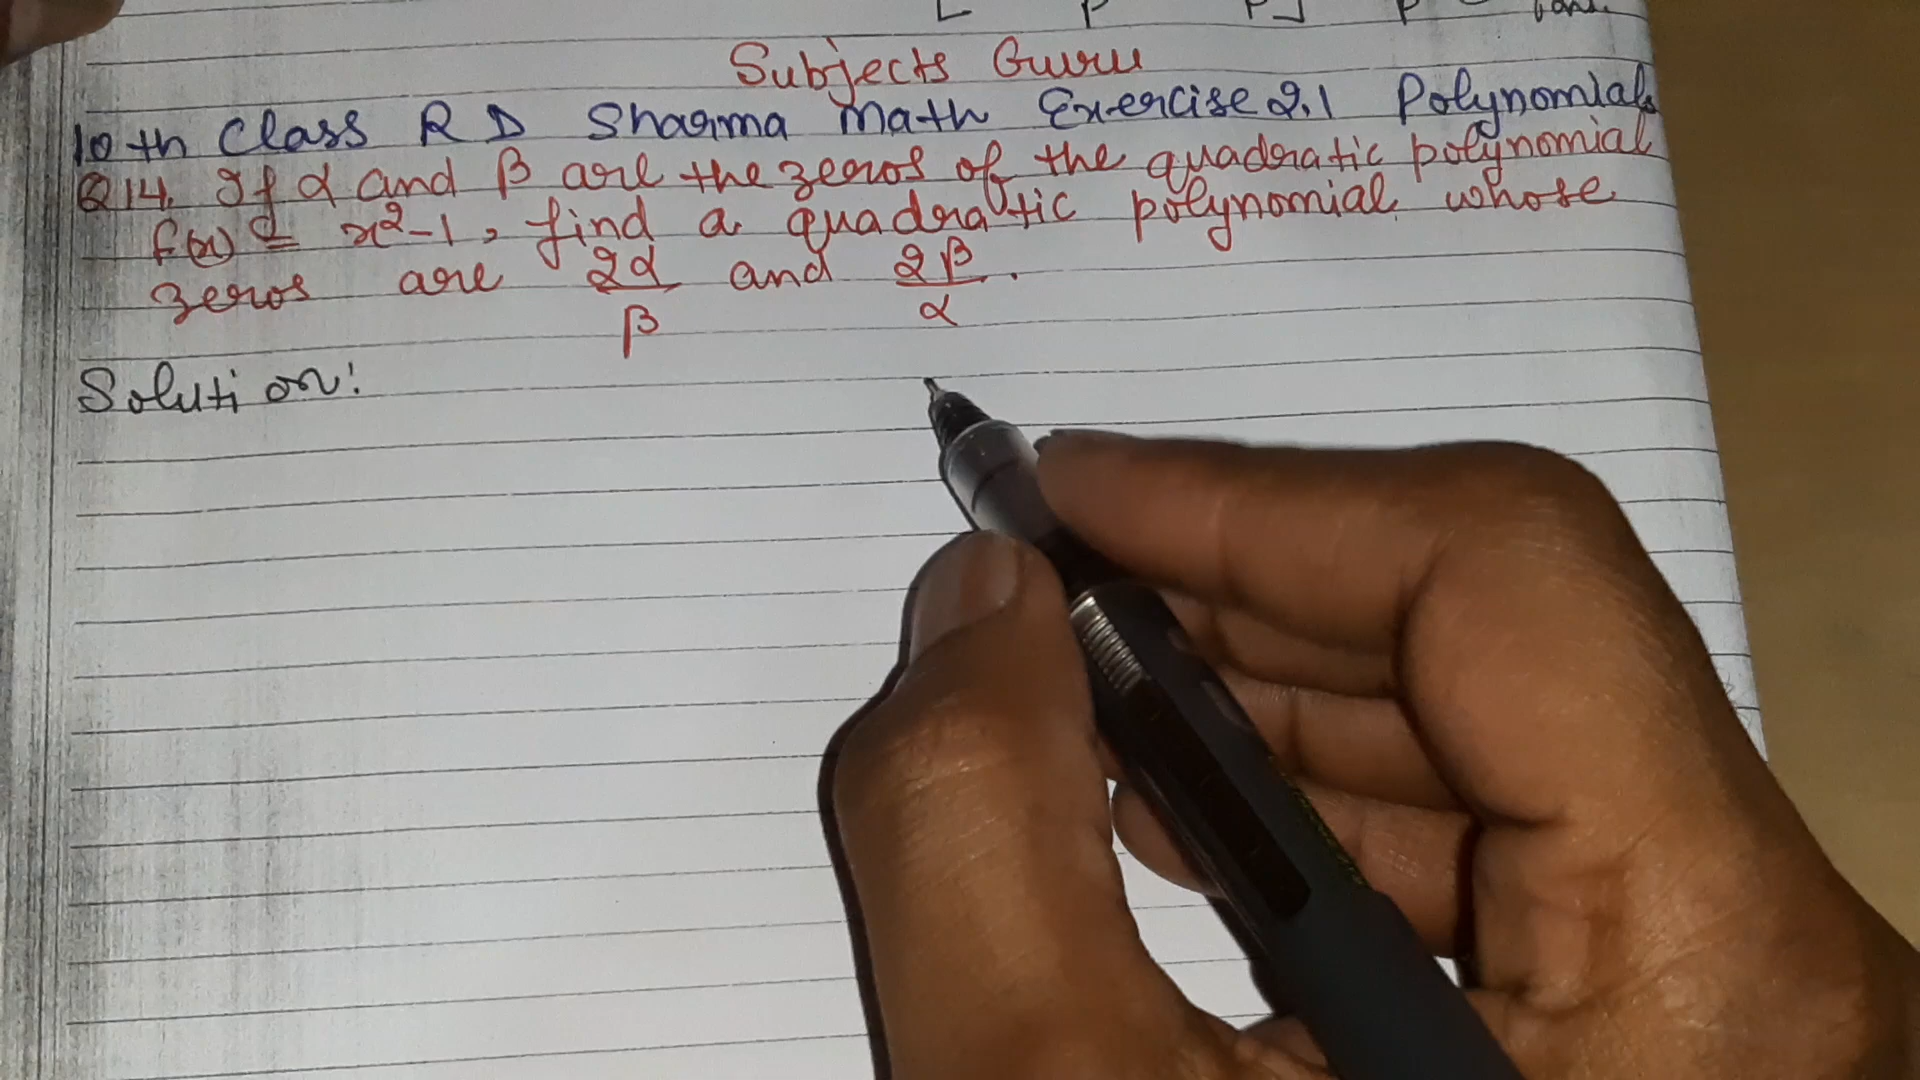 Subjects Guru
10th Class R D Sharma Math Exercise 2.1 Polynomials
Q14. If α and β are the zeros of the quadratic polynomial
f(x) = x²-1, find a quadratic polynomial whose
zeros are 2α/β and 2β/α.
Solution: